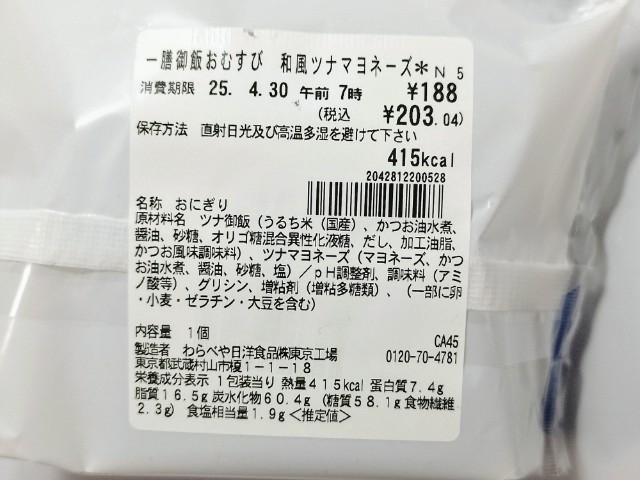 一膳御飯おむすび 和風ツナマヨネーズ* N 5
消費期限 25. 4.30 午前 7時 ¥188
(税込 ¥203.04)
保存方法 直射日光及び高温多湿を避けて下さい
415kcal
2042812200528
名称 おにぎり
原材料名 ツナ御飯(うるち米(国産)、かつお油水煮、
醤油、砂糖、オリゴ糖混合異性化液糖、だし、加工油脂、
かつお風味調味料)、ツナマヨネーズ(マヨネーズ、かつ
お油水煮、醤油、砂糖、塩)/pH調整剤、調味料(アミ
ノ酸等)、グリシン、増粘剤(増粘多糖類)、(一部に卵
・小麦・ゼラチン・大豆を含む)
内容量 1個 CA45
製造者 わらべや日洋食品㈱東京工場 0120-70-4781
東京都武蔵村山市榎1-1-18
栄養成分表示 1包装当り 熱量415kcal 蛋白質7.4g
脂質16.5g 炭水化物60.4g (糖質58.1g 食物繊維
2.3g) 食塩相当量1.9g<推定値>